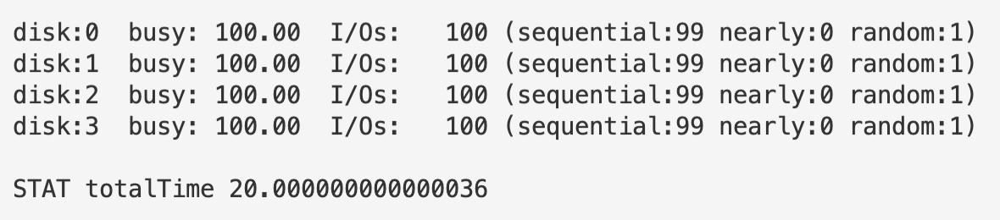 disk:0  busy: 100.00  I/Os:   100 (sequential:99 nearly:0 random:1)
disk:1  busy: 100.00  I/Os:   100 (sequential:99 nearly:0 random:1)
disk:2  busy: 100.00  I/Os:   100 (sequential:99 nearly:0 random:1)
disk:3  busy: 100.00  I/Os:   100 (sequential:99 nearly:0 random:1)
STAT totalTime 20.000000000000036